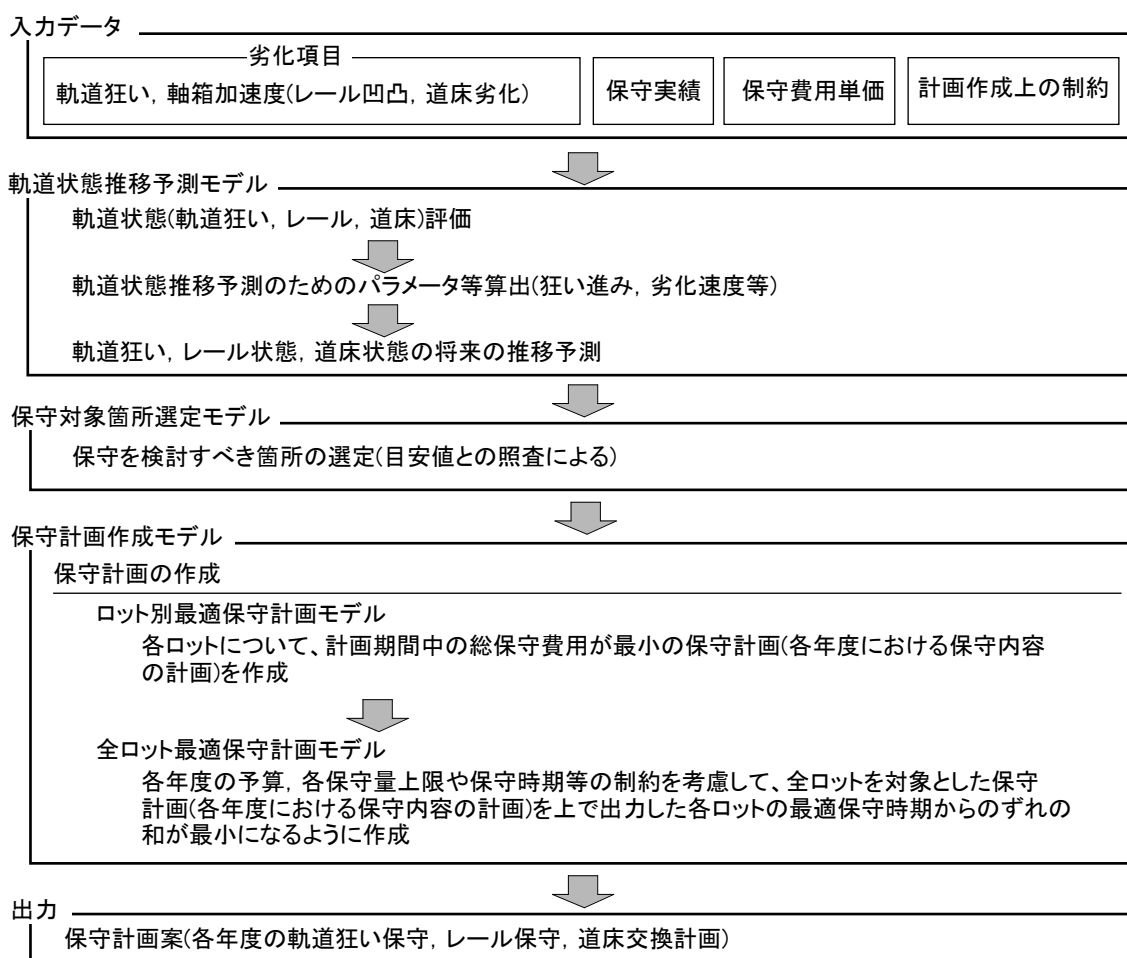 入力データ
劣化項目
軌道狂い, 軸箱加速度(レール凹凸, 道床劣化)
保守実績
保守費用単価
計画作成上の制約
軌道状態推移予測モデル
軌道状態(軌道狂い, レール, 道床)評価
軌道状態推移予測のためのパラメータ等算出(狂い進み, 劣化速度等)
軌道狂い, レール状態, 道床状態の将来の推移予測
保守対象箇所選定モデル
保守を検討すべき箇所の選定(目安値との照査による)
保守計画作成モデル
保守計画の作成
ロット別最適保守計画モデル
各ロットについて、計画期間中の総保守費用が最小の保守計画(各年度における保守内容
の計画)を作成
全ロット最適保守計画モデル
各年度の予算, 各保守量上限や保守時期等の制約を考慮して、全ロットを対象とした保守
計画(各年度における保守内容の計画)を上で出力した各ロットの最適保守時期からのずれの
和が最小になるように作成
出力
保守計画案(各年度の軌道狂い保守, レール保守, 道床交換計画)